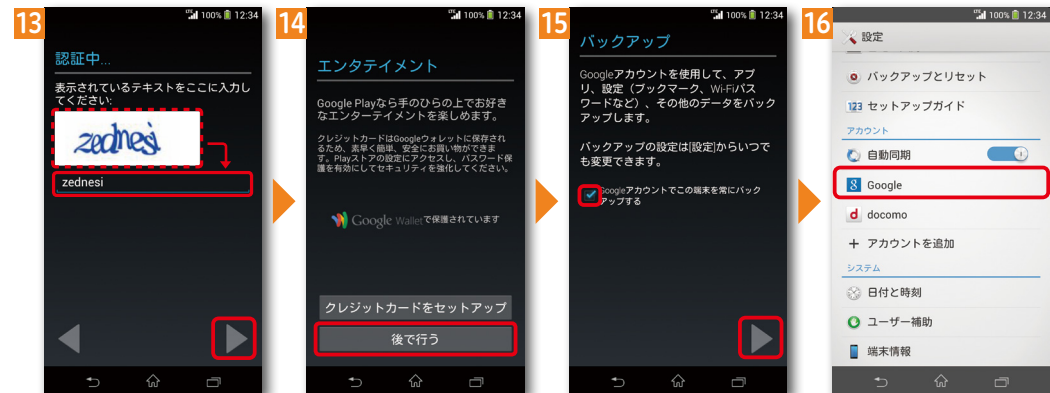 13
LTE 100% 12:34
認証中...
表示されているテキストをここに入力し
てください:
zednesi
zednesi
14
LTE 100% 12:34
エンタテイメント
Google Playなら手のひらの上でお好き
なエンターテイメントを楽しめます。
クレジットカードはGoogleウォレットに保存され
るため、素早く簡単、安全にお買い物ができま
す。Playストアの設定にアクセスし、パスワード保
護を有効にしてセキュリティを強化してください。
Google Walletで保護されています
クレジットカードをセットアップ
後で行う
15
LTE 100% 12:34
バックアップ
Googleアカウントを使用して、アプ
リ、設定（ブックマーク、Wi-Fiパス
ワードなど）、その他のデータをバック
アップします。
バックアップの設定は[設定]からいつで
も変更できます。
Googleアカウントでこの端末を常にバック
アップする
16
LTE 100% 12:34
設定
バックアップとリセット
123 セットアップガイド
アカウント
自動同期
8 Google
d docomo
+ アカウントを追加
システム
日付と時刻
ユーザー補助
端末情報